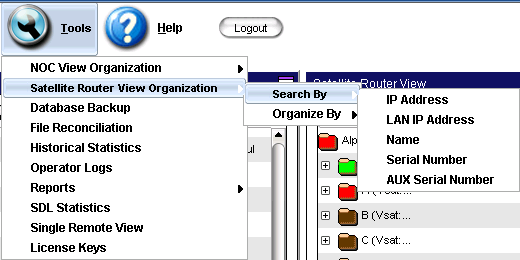 Tools
Help
Logout
NOC View Organization
Satellite Router View Organization
Database Backup
File Reconciliation
Historical Statistics
Operator Logs
Reports
SDL Statistics
Single Remote View
License Keys
Search By
Organize By
Satellite Router View
IP Address
LAN IP Address
Name
Serial Number
AUX Serial Number
ul
Alp
B (Vsat:...
C (Vsat:...